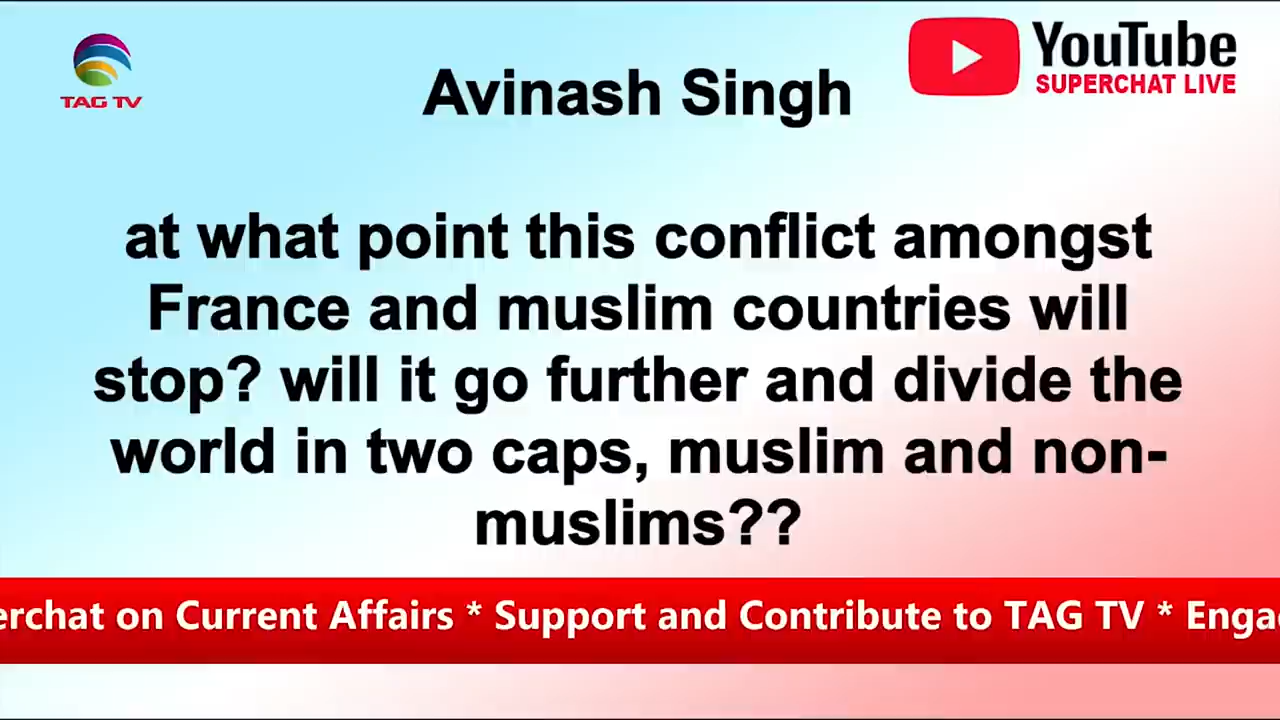 TAG TV
YouTube
SUPERCHAT LIVE
Avinash Singh
at what point this conflict amongst
France and muslim countries will
stop? will it go further and divide the
world in two caps, muslim and non-
muslims??
erchat on Current Affairs * Support and Contribute to TAG TV * Enga